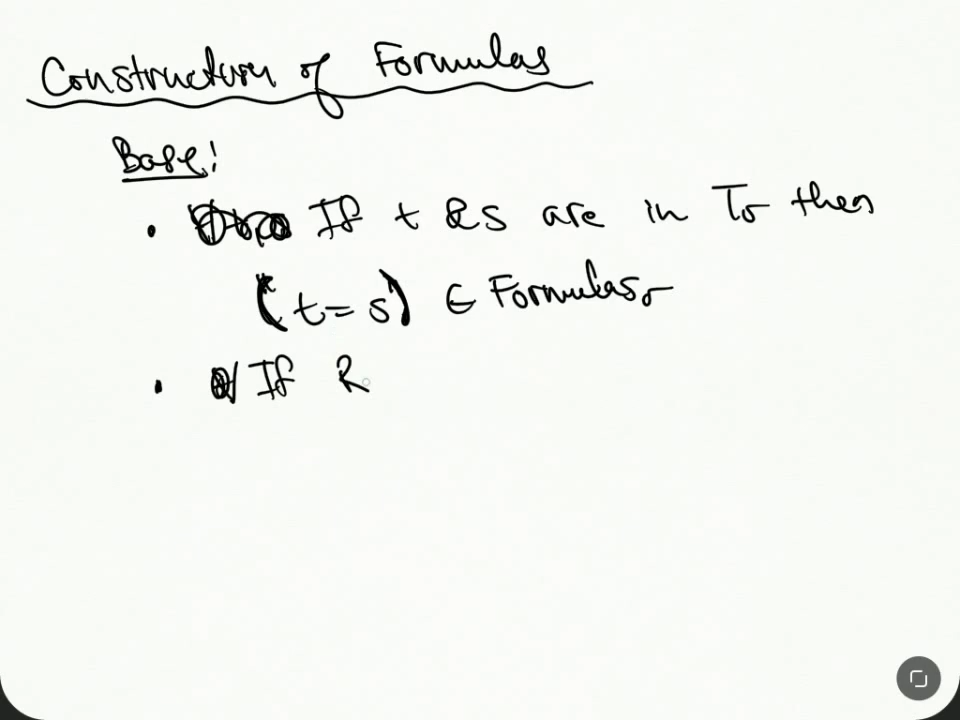 Construction of Formulas
Base:
• If t & s are in Tσ then
(t = s) ∈ Formulasσ
• If R